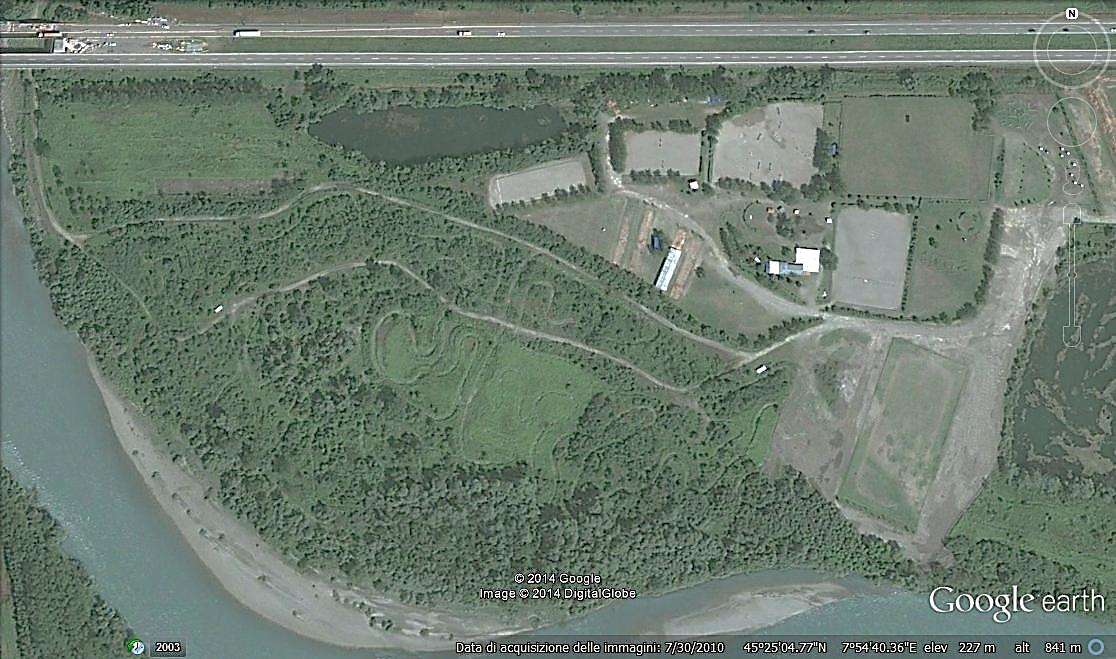 N
© 2014 Google
Image © 2014 DigitalGlobe
Google earth
2003
Data di acquisizione delle immagini: 7/30/2010 45°25'04.77"N 7°54'40.36"E elev 227 m alt 841 m